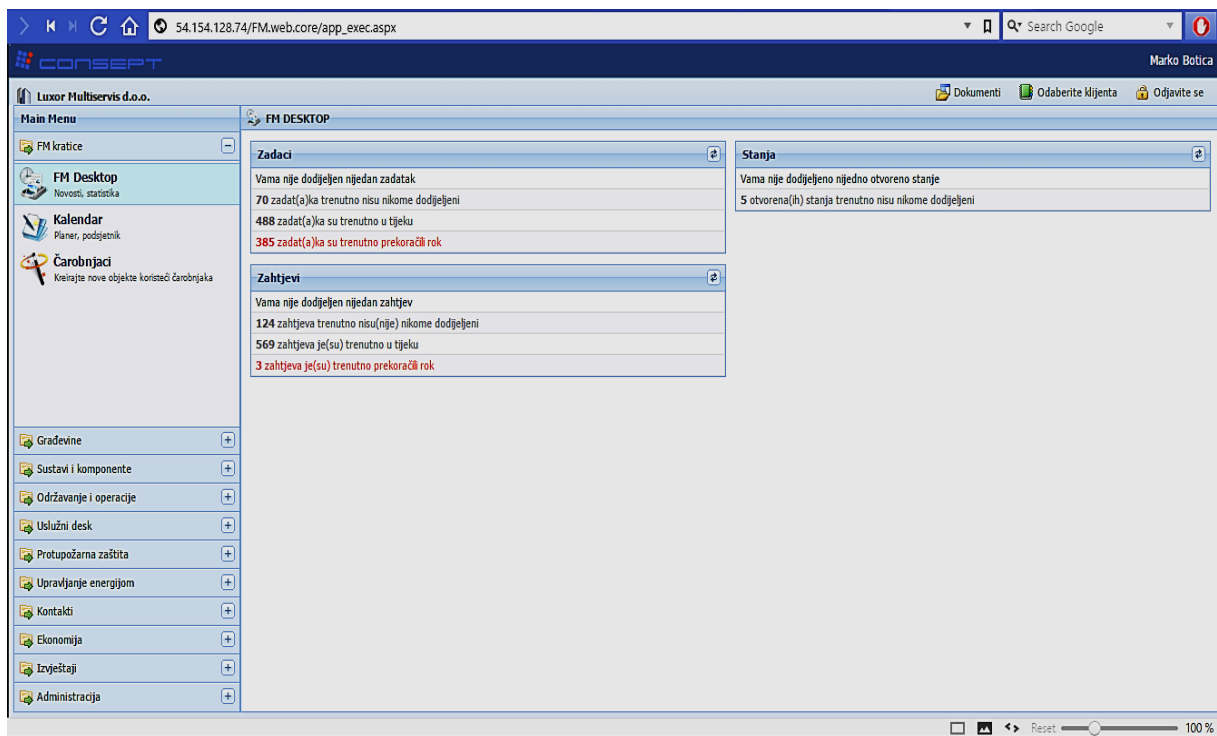 54.154.128.74/FM.web.core/app_exec.aspx
Search Google
CONSEPT
Marko Botica
Luxor Multiservis d.o.o.
Dokumenti
Odaberite klijenta
Odjavite se
Main Menu
FM DESKTOP
FM kratice
FM Desktop
Novosti, statistika
Kalendar
Planer, podsjetnik
Čarobnjaci
Kreirajte nove objekte koristeći čarobnjaka
Građevine
Sustavi i komponente
Održavanje i operacije
Uslužni desk
Protupožarna zaštita
Upravljanje energijom
Kontakti
Ekonomija
Izvještaji
Administracija
Zadaci
Vama nije dodijeljen nijedan zadatak
70 zadat(a)ka trenutno nisu nikome dodijeljeni
488 zadat(a)ka su trenutno u tijeku
385 zadat(a)ka su trenutno prekoračili rok
Zahtjevi
Vama nije dodijeljen nijedan zahtjev
124 zahtjeva trenutno nisu(nije) nikome dodijeljeni
569 zahtjeva je(su) trenutno u tijeku
3 zahtjeva je(su) trenutno prekoračili rok
Stanja
Vama nije dodijeljeno nijedno otvoreno stanje
5 otvorena(ih) stanja trenutno nisu nikome dodijeljeni
Reset
100 %